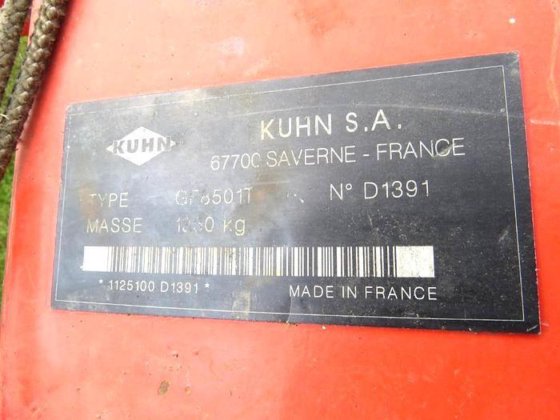 KUHN
KUHN S.A.
67700 SAVERNE - FRANCE
TYPE N° D1391
MASSE kg
* 1125100 D1391 *
MADE IN FRANCE